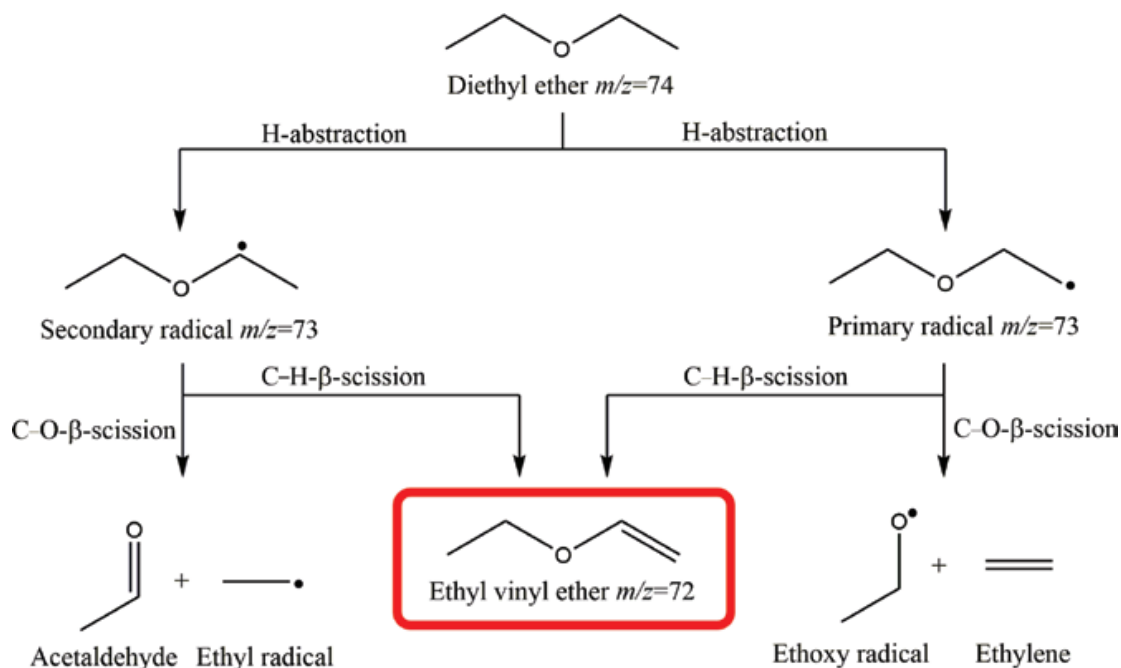 O
Diethyl ether m/z=74
H-abstraction
H-abstraction
O
Secondary radical m/z=73
O
Primary radical m/z=73
C–H-β-scission
C–H-β-scission
C–O-β-scission
C–O-β-scission
O
+
Acetaldehyde
Ethyl radical
O
Ethyl vinyl ether m/z=72
O
+
Ethoxy radical
Ethylene